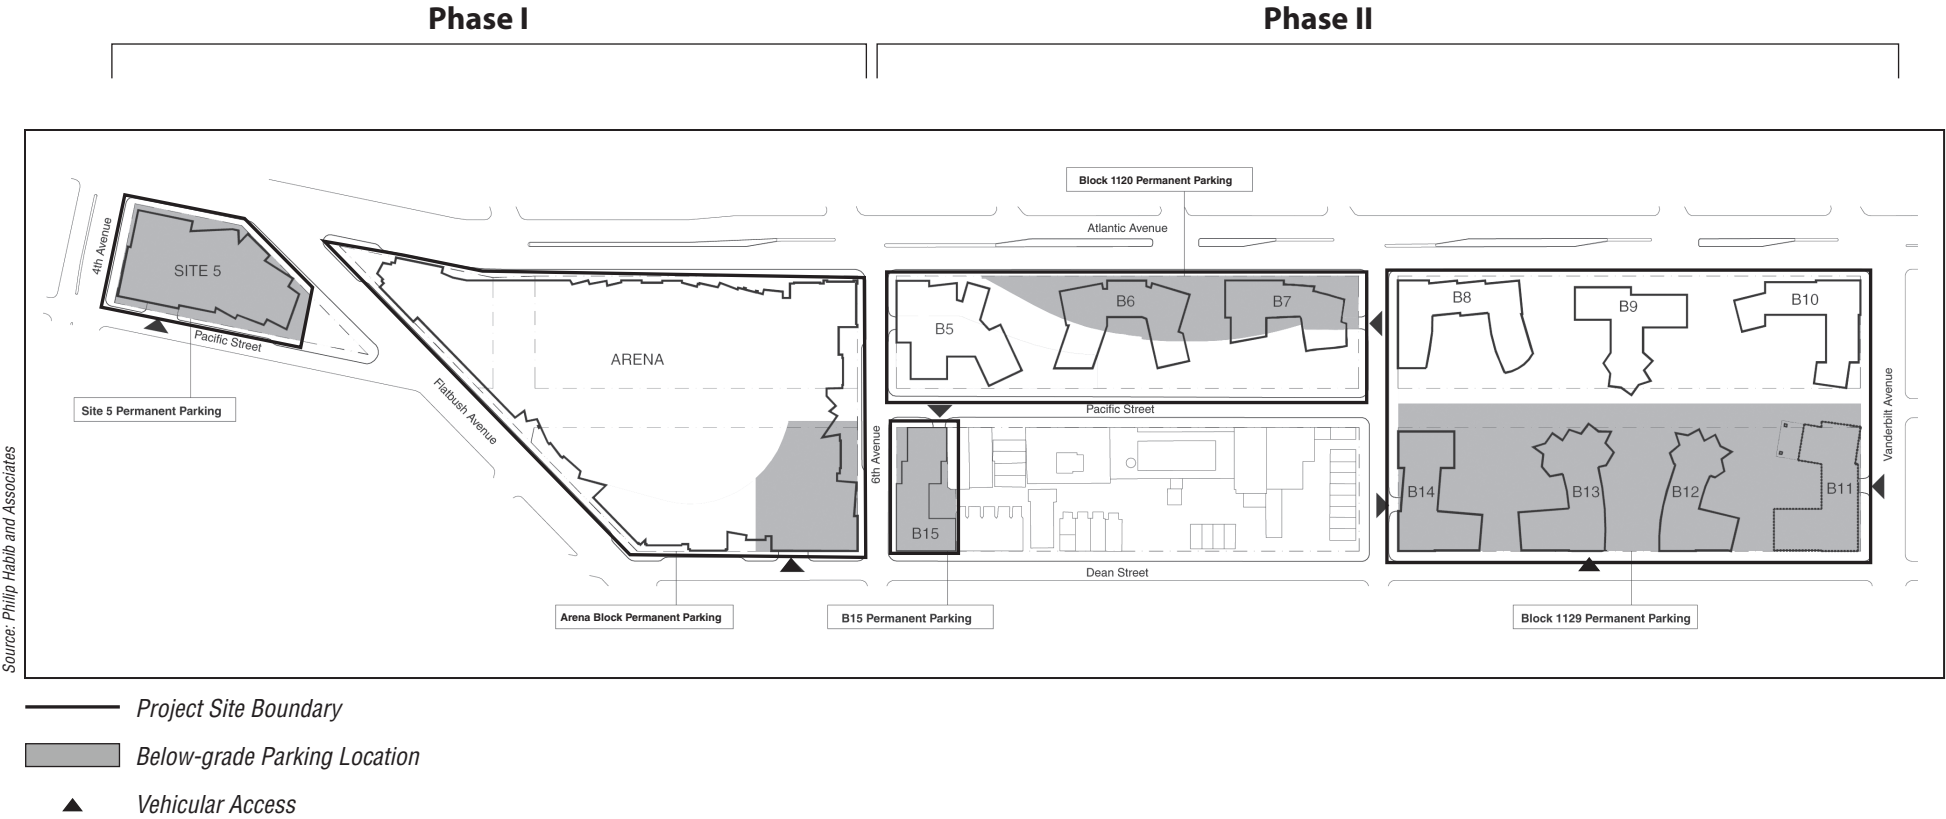 Phase I
Phase II
Block 1120 Permanent Parking
Atlantic Avenue
4th Avenue
SITE 5
Pacific Street
Site 5 Permanent Parking
Flatbush Avenue
ARENA
6th Avenue
B5
B6
B7
B8
B9
B10
Pacific Street
Vanderbilt Avenue
B15
B14
B13
B12
B11
Dean Street
Arena Block Permanent Parking
B15 Permanent Parking
Block 1129 Permanent Parking
Source: Philip Habib and Associates
Project Site Boundary
Below-grade Parking Location
Vehicular Access